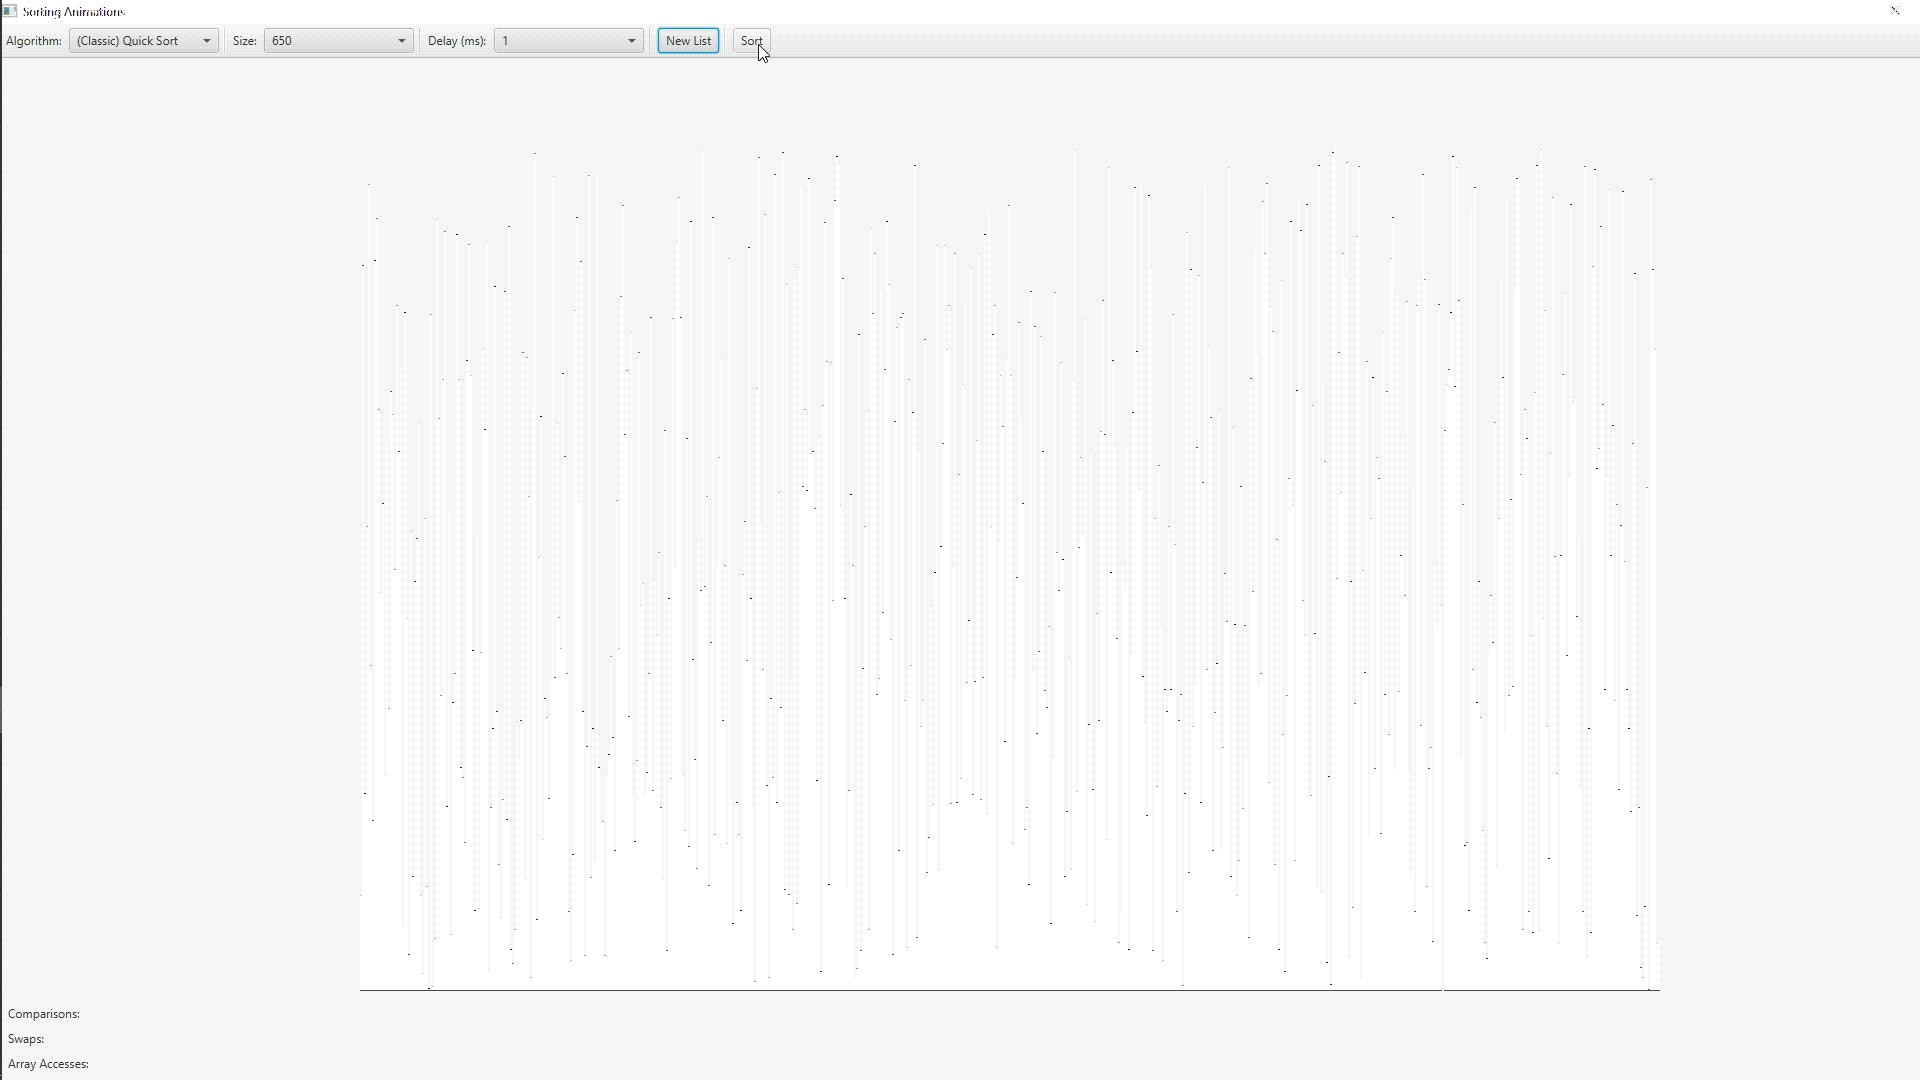 Sorting Animations
Algorithm: (Classic) Quick Sort Size: 650 Delay (ms): 1 New List Sort
Comparisons:
Swaps:
Array Accesses: